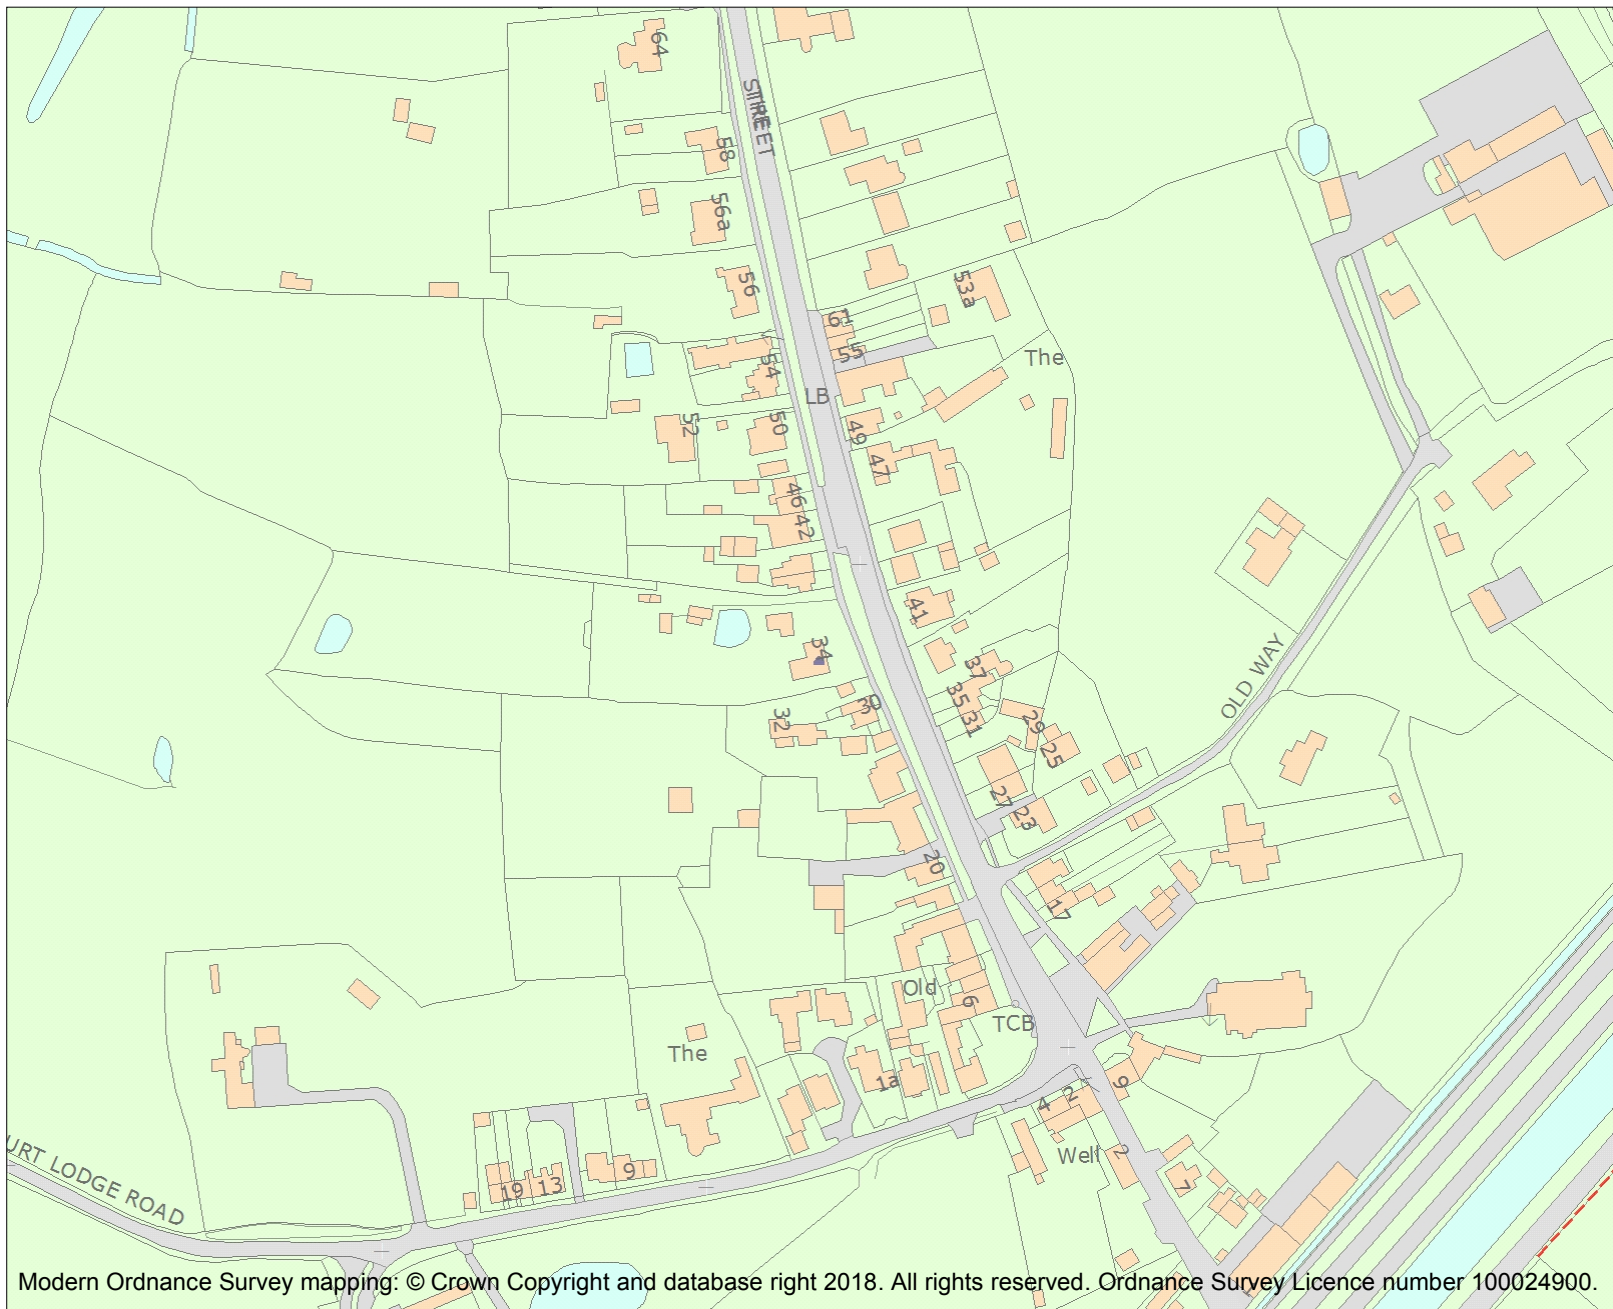 64
THE
STREET
58
56a
56
53a
61
55
The
54
LB
52
50
49
47
46
42
41
34
37
35
31
30
32
29
25
OLD WAY
27
23
20
17
Old
6
TCB
The
1a
9
4
2
Well
2
7
9
19
13
URT LODGE ROAD
Modern Ordnance Survey mapping: © Crown Copyright and database right 2018. All rights reserved. Ordnance Survey Licence number 100024900.